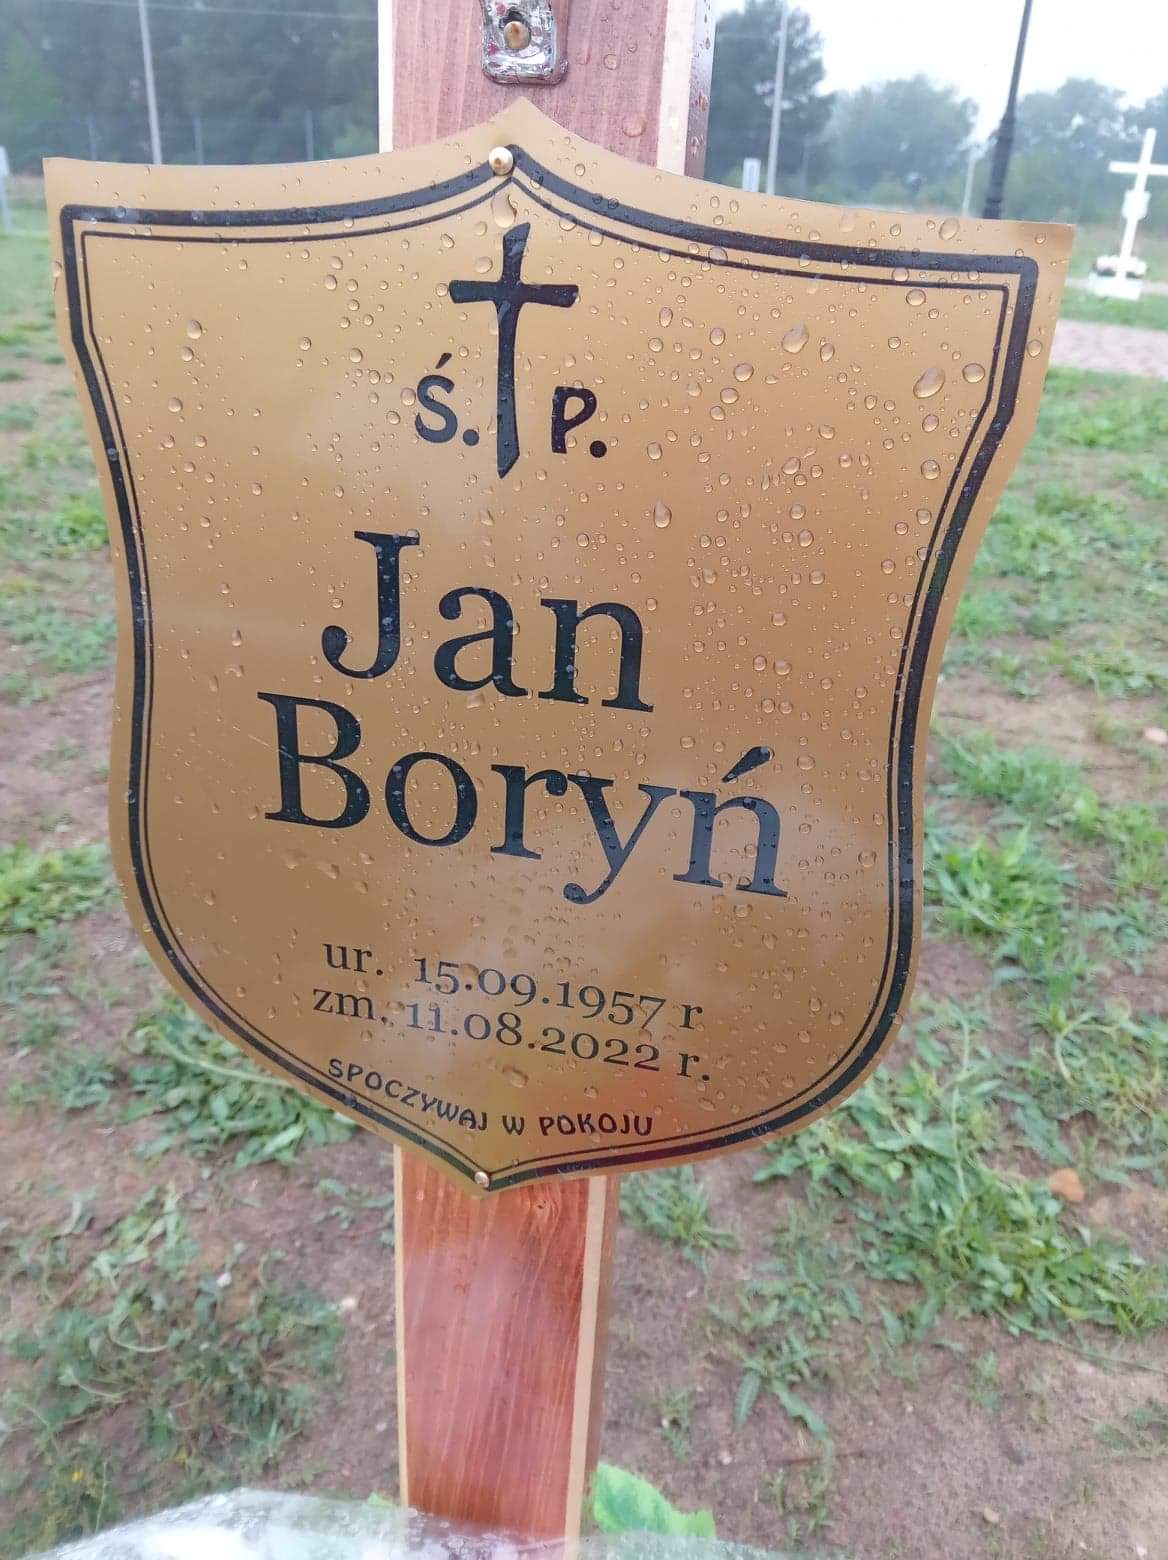 Ś. P.
Jan
Boryń
ur. 15.09.1957 r
zm. 11.08.2022 r.
SPOCZYWAJ W POKOJU